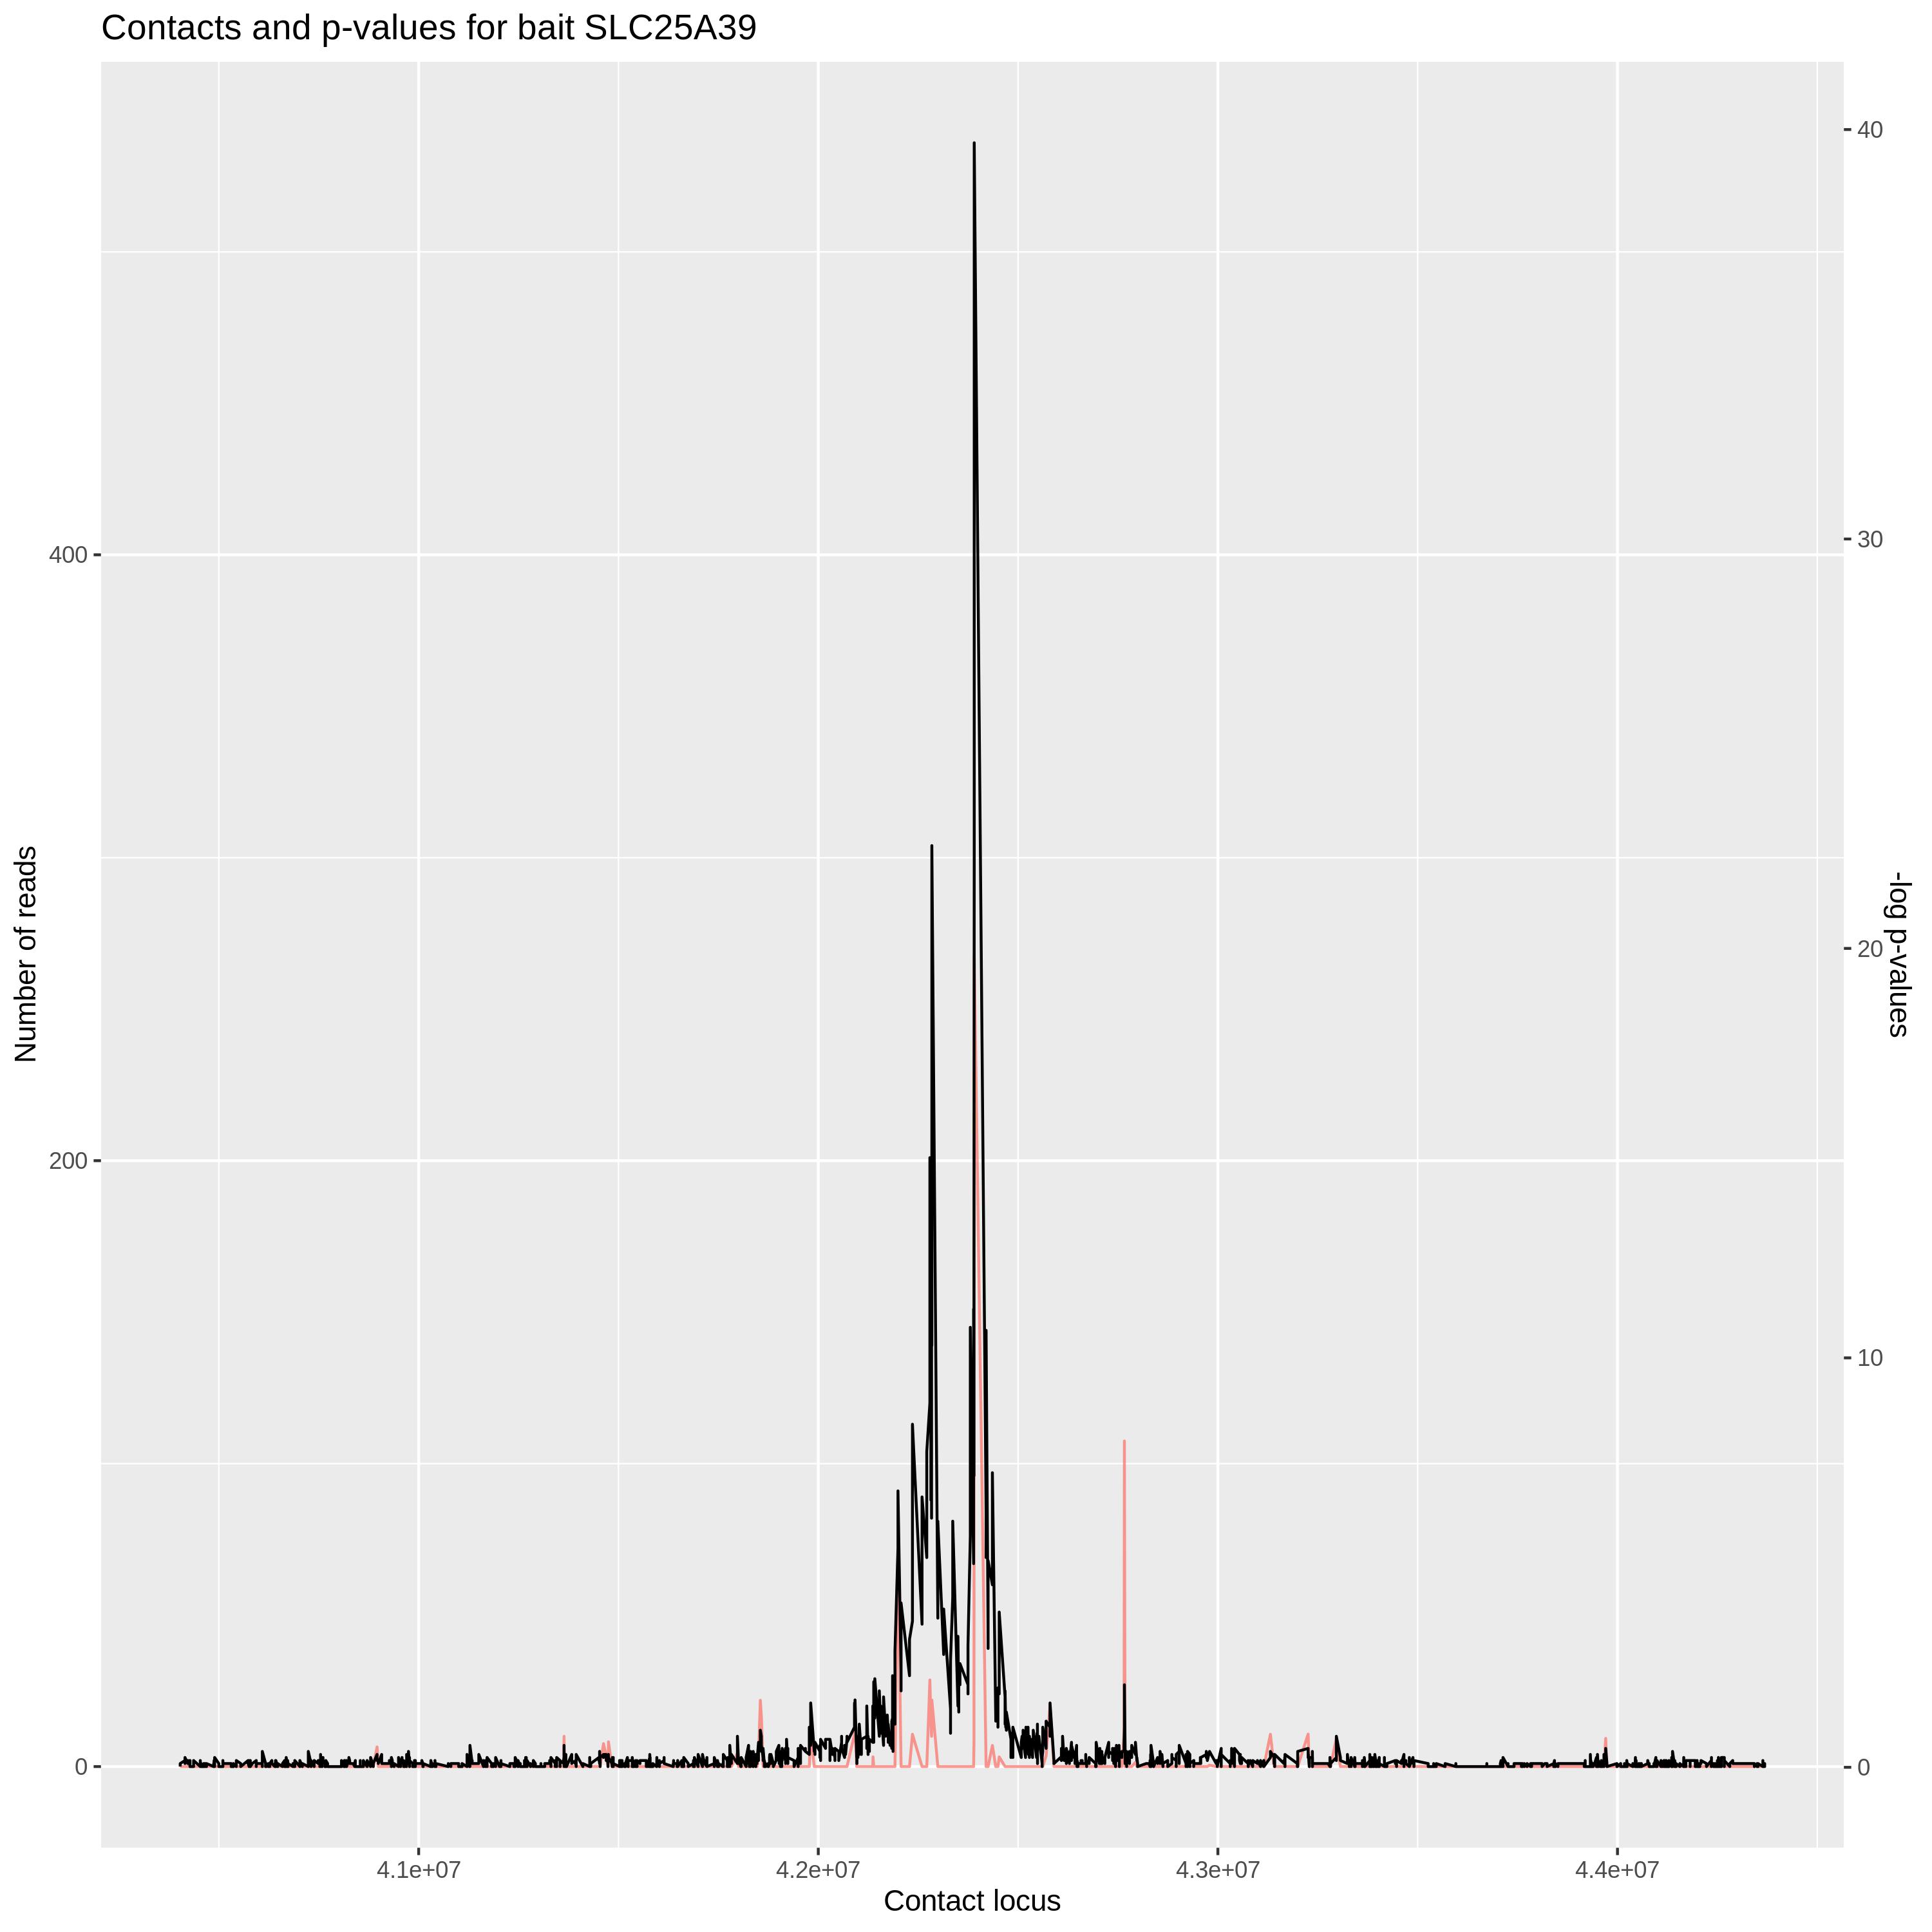 Contacts and p-values for bait SLC25A39
Number of reads
400
200
0
40
30
20
10
0
-log p-values
4.1e+07
4.2e+07
4.3e+07
4.4e+07
Contact locus